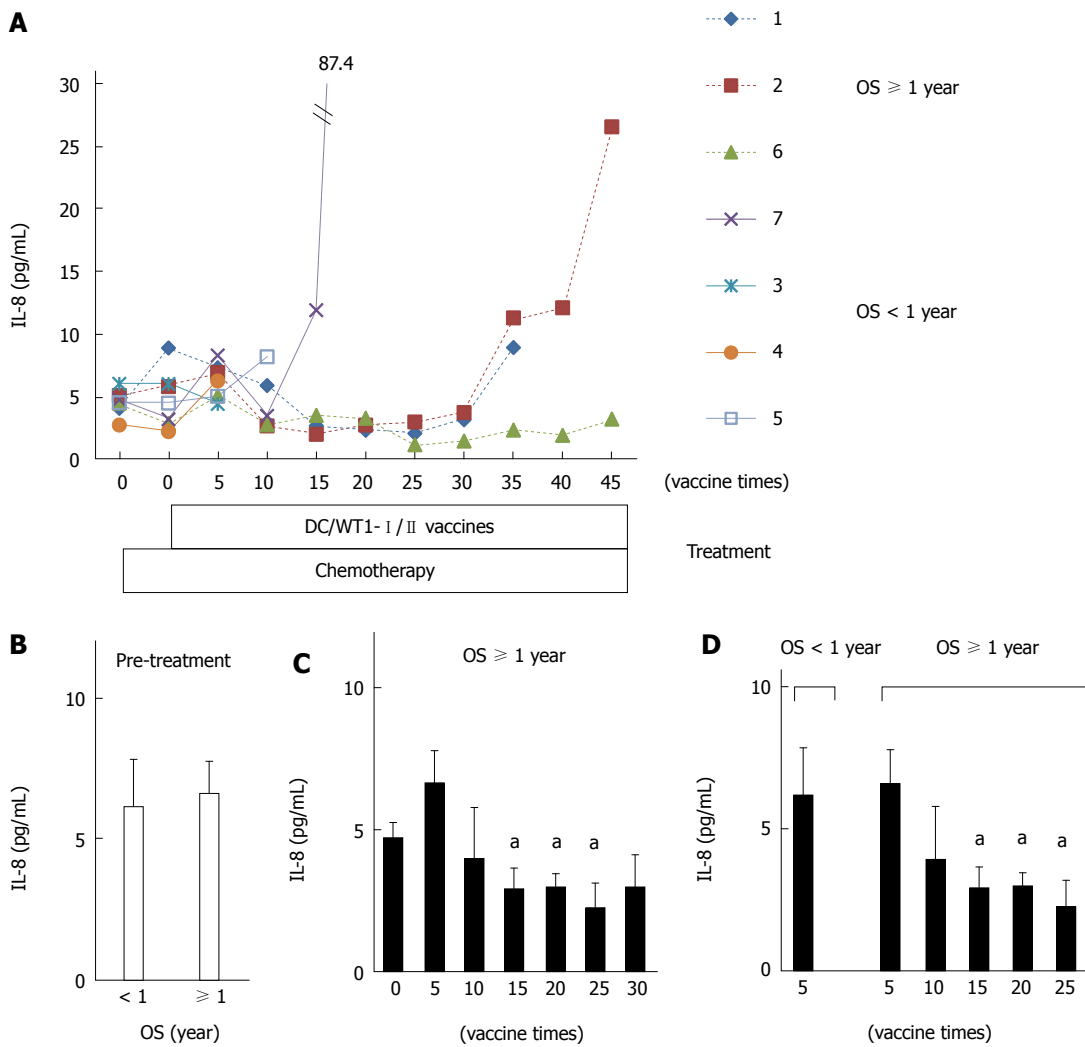 A
87.4
30
25
20
15
10
5
0
IL-8 (pg/mL)
0 0 5 10 15 20 25 30 35 40 45 (vaccine times)
DC/WT1- Ⅰ/Ⅱ vaccines
Chemotherapy
Treatment
1
2 OS ≥ 1 year
6
7
3 OS < 1 year
4
5
B
Pre-treatment
10
5
0
IL-8 (pg/mL)
< 1 ≥ 1
OS (year)
C
OS ≥ 1 year
10
5
0
IL-8 (pg/mL)
a a a
0 5 10 15 20 25 30
(vaccine times)
D
OS < 1 year OS ≥ 1 year
10
5
0
IL-8 (pg/mL)
a a a
5 5 10 15 20 25
(vaccine times)